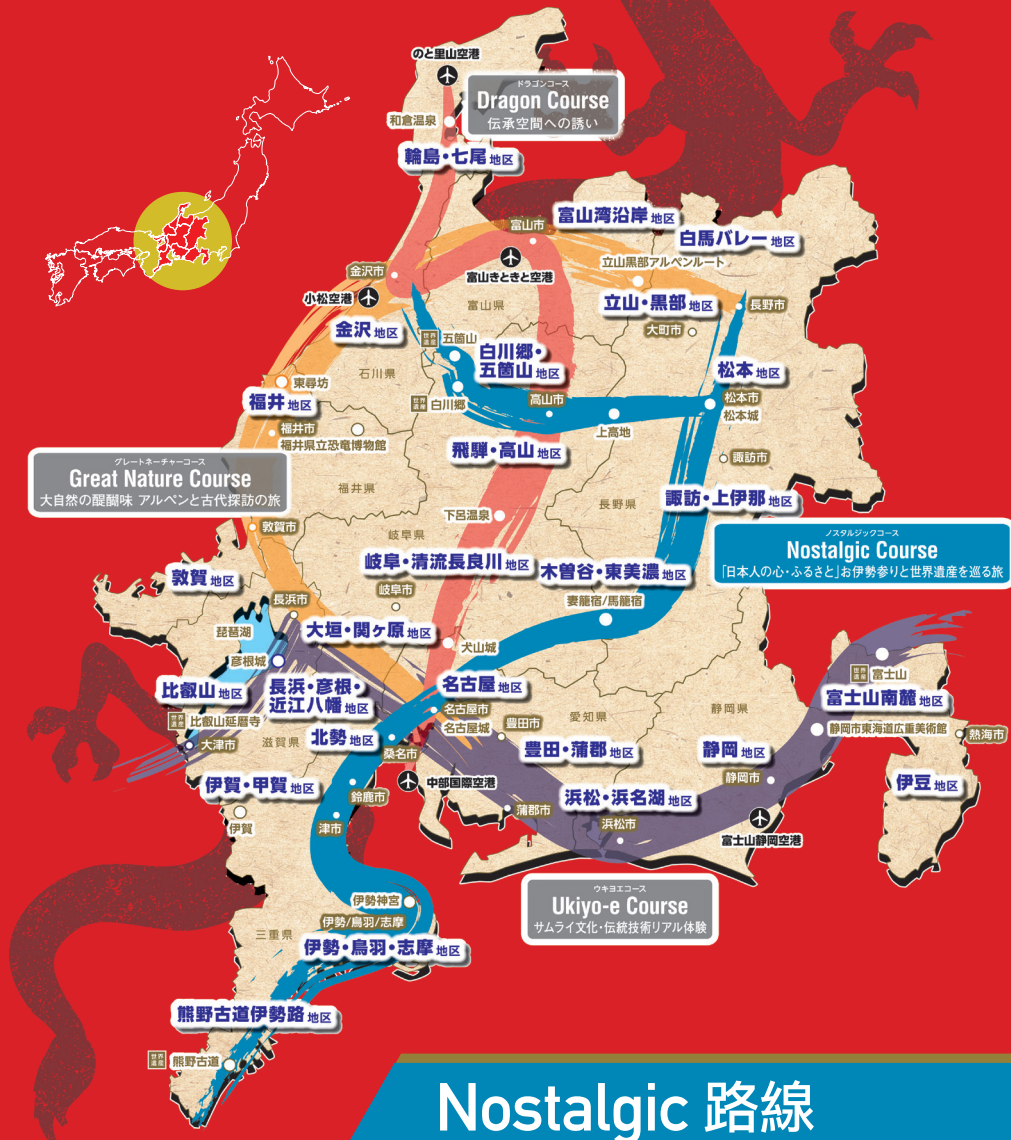 のと里山空港
ドラゴンコース
Dragon Course
伝承空間への誘い
和倉温泉
輪島・七尾 地区
富山湾沿岸 地区
富山市
白馬バレー 地区
富山きときと空港
立山黒部アルペンルート
金沢市
小松空港
富山県
立山・黒部 地区
長野市
大町市
金沢 地区
世界
遺産
五箇山
白川郷・
五箇山 地区
石川県
松本 地区
東尋坊
福井 地区
世界
遺産
白川郷
高山市
上高地
松本市
松本城
福井市
福井県立恐竜博物館
飛騨・高山 地区
諏訪市
グレートネーチャーコース
Great Nature Course
大自然の醍醐味 アルペンと古代探訪の旅
福井県
長野県
諏訪・上伊那 地区
下呂温泉
敦賀市
岐阜県
ノスタルジックコース
Nostalgic Course
「日本人の心・ふるさと」お伊勢参りと世界遺産を巡る旅
岐阜・清流長良川 地区
木曽谷・東美濃 地区
敦賀 地区
岐阜市
妻籠宿/馬籠宿
長浜市
琵琶湖
大垣・関ヶ原 地区
犬山城
彦根城
比叡山 地区
長浜・彦根・
近江八幡 地区
名古屋 地区
世界
遺産
富士山
富士山南麓 地区
世界
遺産
比叡山延暦寺
大津市
滋賀県
北勢 地区
名古屋市
名古屋城
豊田市
愛知県
静岡県
静岡市東海道広重美術館
熱海市
桑名市
豊田・蒲郡 地区
静岡 地区
伊賀・甲賀 地区
中部国際空港
静岡市
伊豆 地区
鈴鹿市
浜松・浜名湖 地区
伊賀
津市
蒲郡市
浜松市
富士山静岡空港
ウキヨエコース
Ukiyo-e Course
サムライ文化・伝統技術リアル体験
伊勢神宮
伊勢/鳥羽/志摩
三重県
伊勢・鳥羽・志摩 地区
熊野古道伊勢路 地区
世界
遺産
熊野古道
Nostalgic 路線